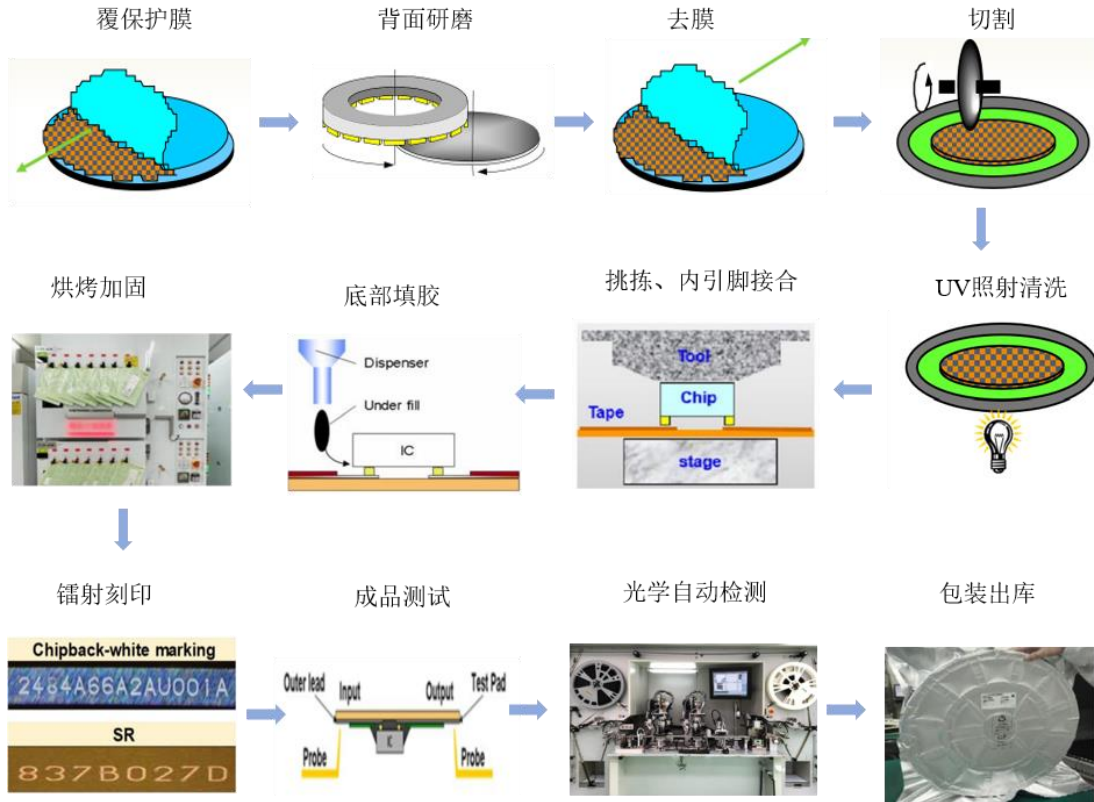 覆保护膜
背面研磨
去膜
切割
烘烤加固
底部填胶
挑拣、内引脚接合
UV照射清洗
Dispenser
Under fill
IC
Tool
Chip
Tape
stage
镭射刻印
成品测试
光学自动检测
包装出库
Chipback-white marking
2484A66A2AU001A
SR
837B027D
Outer lead
Input
Output
Test Pad
Probe
Probe